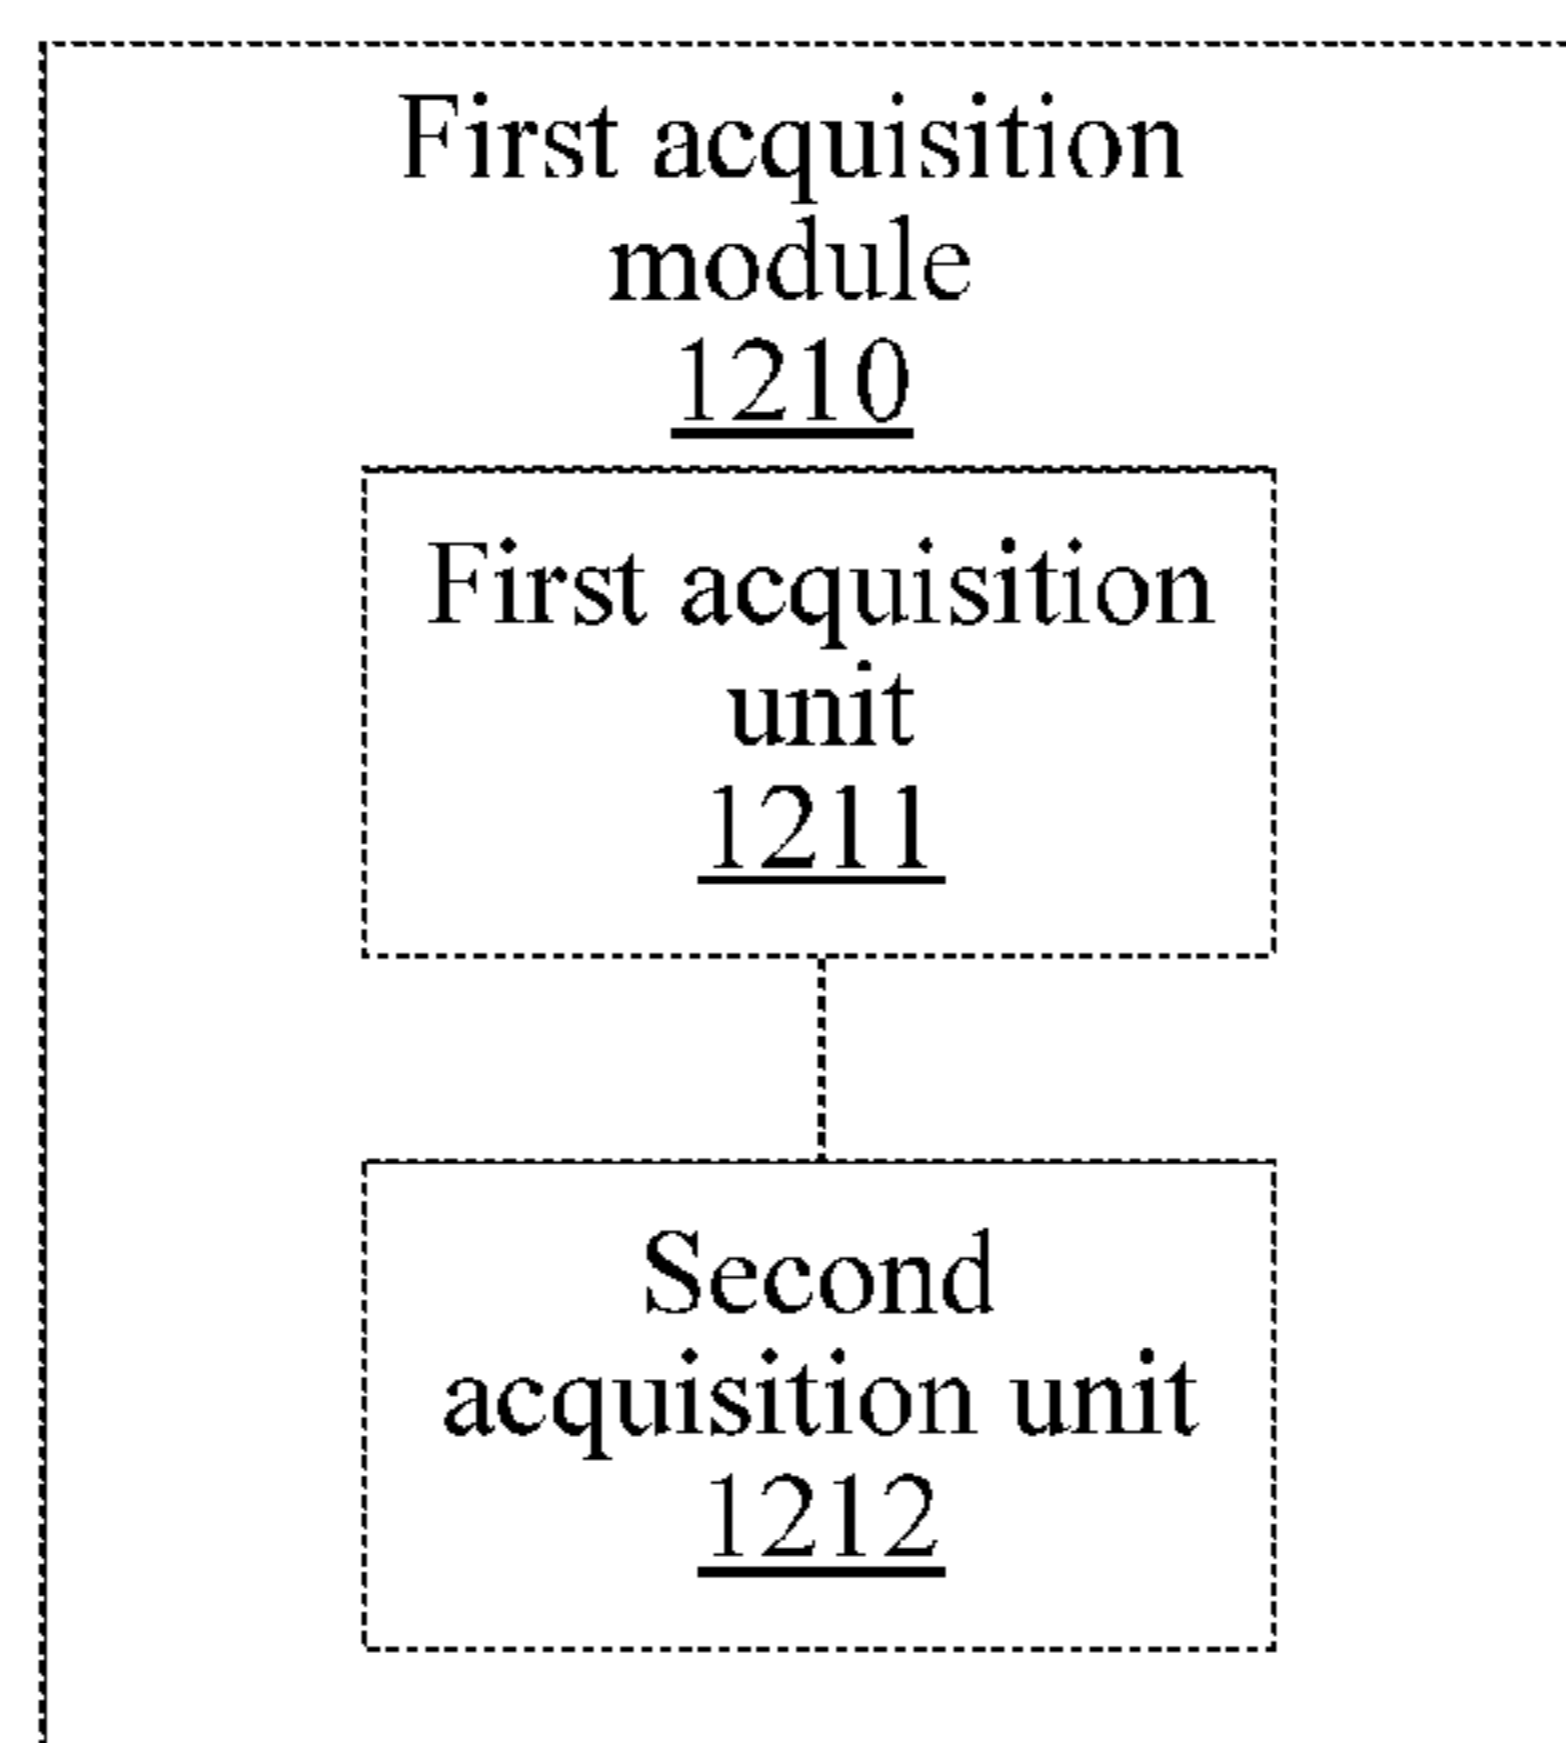 First acquisition
module
1210
First acquisition
unit
1211
Second
acquisition unit
1212